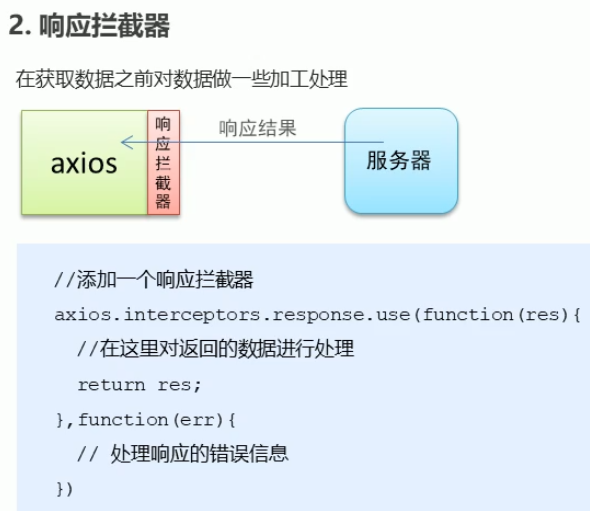 2. 响应拦截器
在获取数据之前对数据做一些加工处理
axios
响应拦截器
响应结果
服务器
//添加一个响应拦截器
axios.interceptors.response.use(function(res){
//在这里对返回的数据进行处理
return res;
},function(err){
// 处理响应的错误信息
})